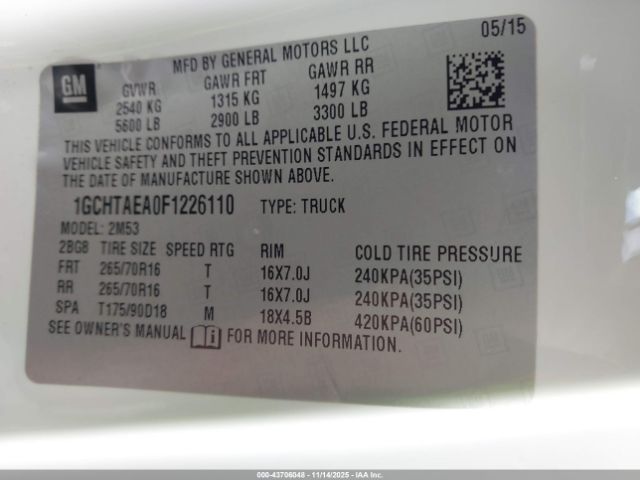 05/15
GM
MFD BY GENERAL MOTORS LLC
GVWR GAWR FRT GAWR RR
2540 KG 1315 KG 1497 KG
5600 LB 2900 LB 3300 LB
THIS VEHICLE CONFORMS TO ALL APPLICABLE U.S. FEDERAL MOTOR
VEHICLE SAFETY AND THEFT PREVENTION STANDARDS IN EFFECT ON
THE DATE OF MANUFACTURE SHOWN ABOVE.
1GCHTAEA0F1226110 TYPE: TRUCK
MODEL: 2M53
2BG8 TIRE SIZE SPEED RTG RIM COLD TIRE PRESSURE
FRT 265/70R16 T 16X7.0J 240KPA(35PSI)
RR 265/70R16 T 16X7.0J 240KPA(35PSI)
SPA T175/90D18 M 18X4.5B 420KPA(60PSI)
SEE OWNER'S MANUAL i FOR MORE INFORMATION.
000-43706048 - 11/14/2025 - IAA Inc.